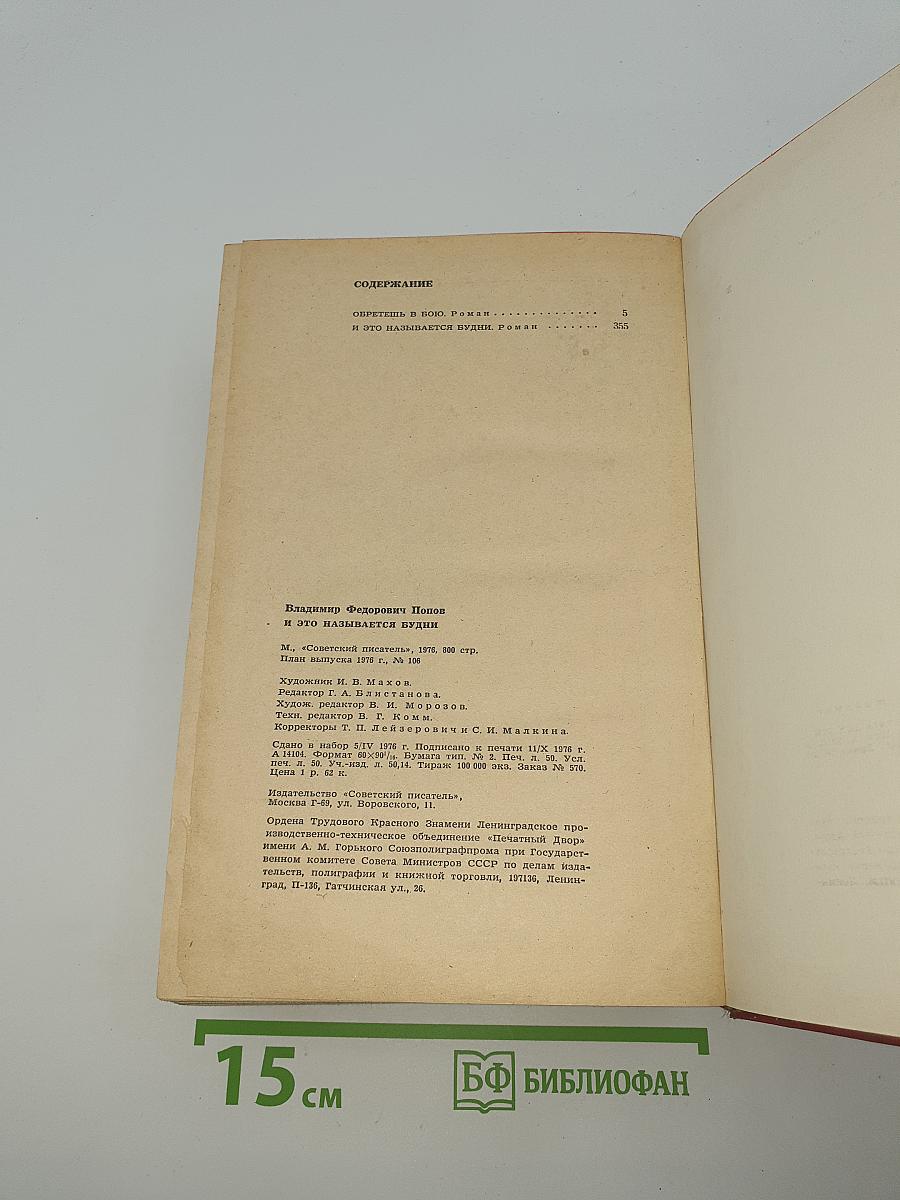 СОДЕРЖАНИЕ
ОБРЕТЕШЬ В БОЮ. Роман . . . . . . . . . . . . . . 5
И ЭТО НАЗЫВАЕТСЯ БУДНИ. Роман . . . . . . . 355
Владимир Федорович Попов
И ЭТО НАЗЫВАЕТСЯ БУДНИ
М., «Советский писатель», 1976, 800 стр.
План выпуска 1976 г., № 106
Художник И. В. Махов.
Редактор Г. А. Блистанова.
Худож. редактор В. И. Морозов.
Техн. редактор В. Г. Комм.
Корректоры Т. П. Лейзерович и С. И. Малкина.
Сдано в набор 5/IV 1976 г. Подписано к печати 11/X 1976 г.
А 14104. Формат 60×90¹/₁₆. Бумага тип. № 2. Печ. л. 50. Усл.
печ. л. 50. Уч.-изд. л. 50,14. Тираж 100 000 экз. Заказ № 570.
Цена 1 р. 62 к.
Издательство «Советский писатель»,
Москва Г-69, ул. Воровского, 11.
Ордена Трудового Красного Знамени Ленинградское про-
изводственно-техническое объединение «Печатный Двор»
имени А. М. Горького Союзполиграфпрома при Государст-
венном комитете Совета Министров СССР по делам изда-
тельств, полиграфии и книжной торговли, 197136, Ленин-
град, П-136, Гатчинская ул., 26.
15 см
БФ БИБЛИОФАН